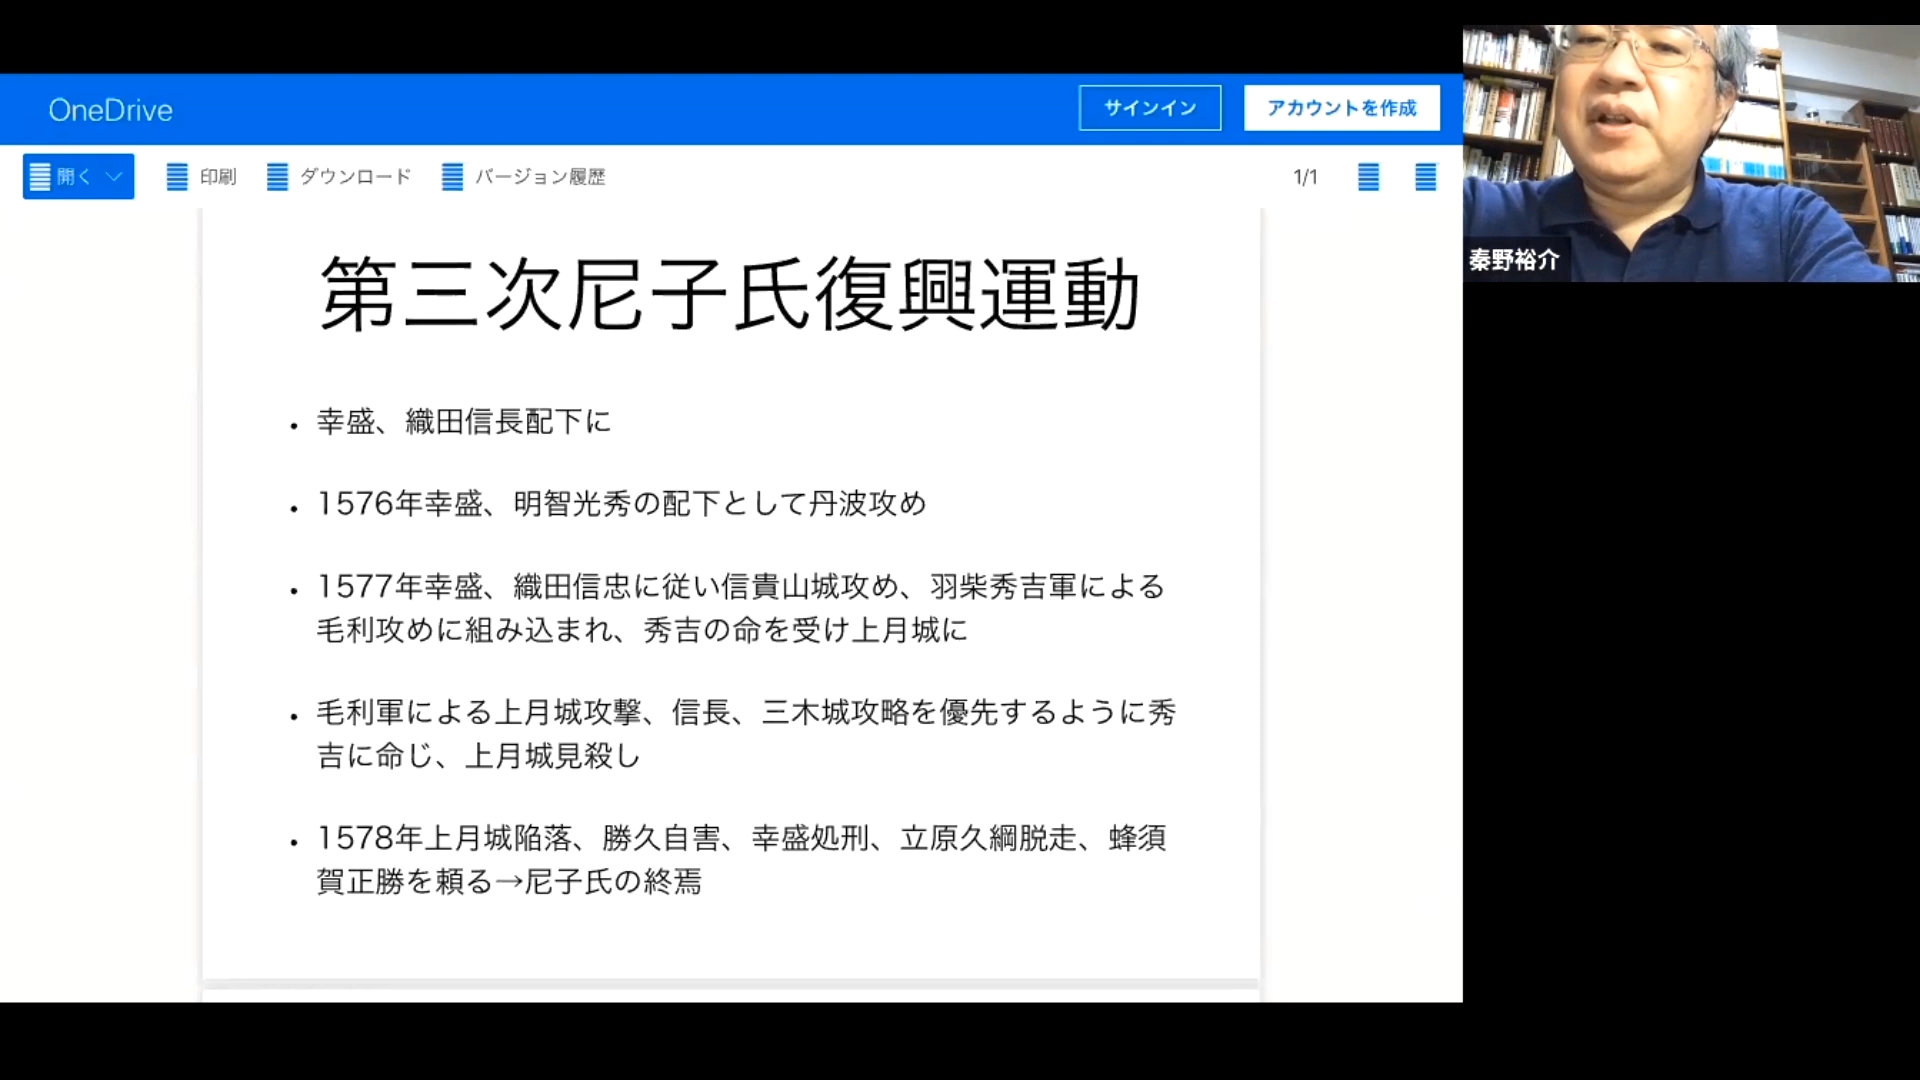 OneDrive
サインイン
アカウントを作成
開く
印刷
ダウンロード
バージョン履歴
1/1
秦野裕介
第三次尼子氏復興運動
• 幸盛、織田信長配下に
• 1576年幸盛、明智光秀の配下として丹波攻め
• 1577年幸盛、織田信忠に従い信貴山城攻め、羽柴秀吉軍による
毛利攻めに組み込まれ、秀吉の命を受け上月城に
• 毛利軍による上月城攻撃、信長、三木城攻略を優先するように秀
吉に命じ、上月城見殺し
• 1578年上月城陥落、勝久自害、幸盛処刑、立原久綱脱走、蜂須
賀正勝を頼る→尼子氏の終焉